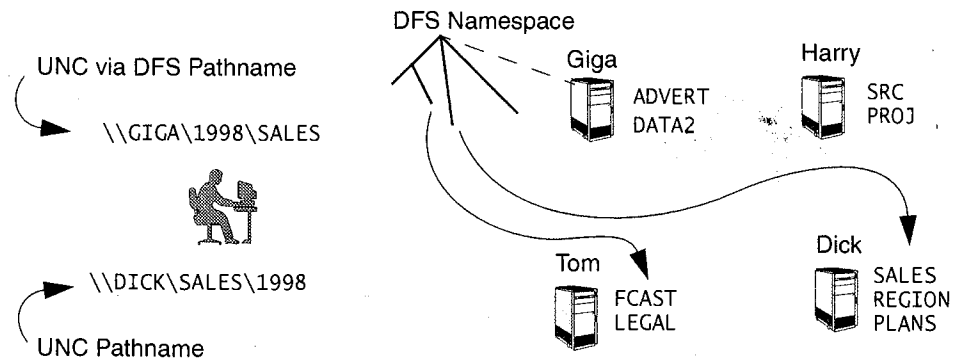 DFS Namespace
UNC via DFS Pathname
\\GIGA\1998\SALES
Giga
ADVERT
DATA2
Harry
SRC
PROJ
\\DICK\SALES\1998
UNC Pathname
Tom
FCAST
LEGAL
Dick
SALES
REGION
PLANS